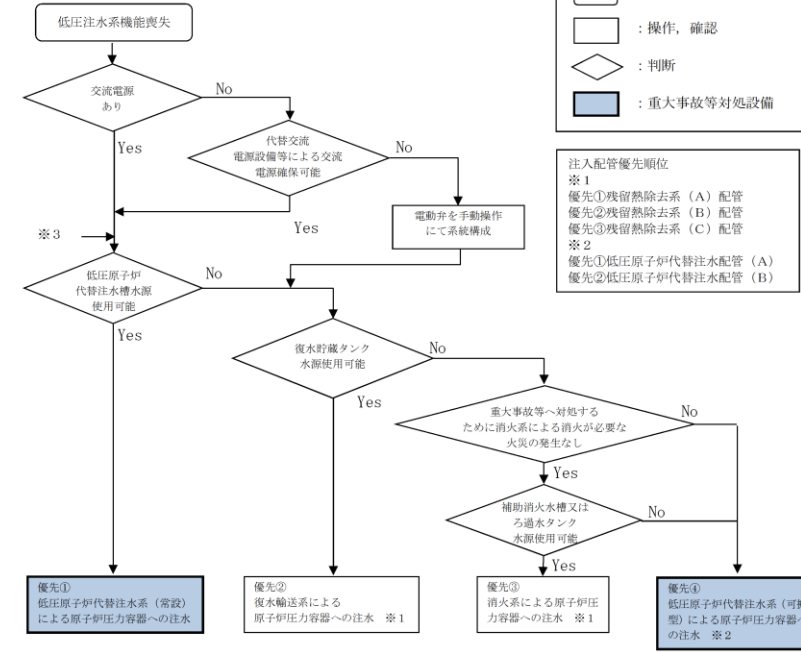 低圧注水系機能喪失
：操作，確認
：判断
：重大事故等対処設備
交流電源
あり
No
Yes
代替交流
電源設備等による交流
電源確保可能
No
Yes
電動弁を手動操作
にて系統構成
注入配管優先順位
※１
優先①残留熱除去系（A）配管
優先②残留熱除去系（B）配管
優先③残留熱除去系（C）配管
※２
優先①低圧原子炉代替注水配管（A）
優先②低圧原子炉代替注水配管（B）
※３
低圧原子炉
代替注水槽水源
使用可能
No
Yes
復水貯蔵タンク
水源使用可能
No
Yes
重大事故等へ対処する
ために消火系による消火が必要な
火災の発生なし
No
Yes
補助消火水槽又は
ろ過水タンク
水源使用可能
No
Yes
優先①
低圧原子炉代替注水系（常設）
による原子炉圧力容器への注水
優先②
復水輸送系による
原子炉圧力容器への注水　※１
優先③
消火系による原子炉圧
力容器への注水　※１
優先④
低圧原子炉代替注水系（可
型）による原子炉圧力容器
の注水　※２